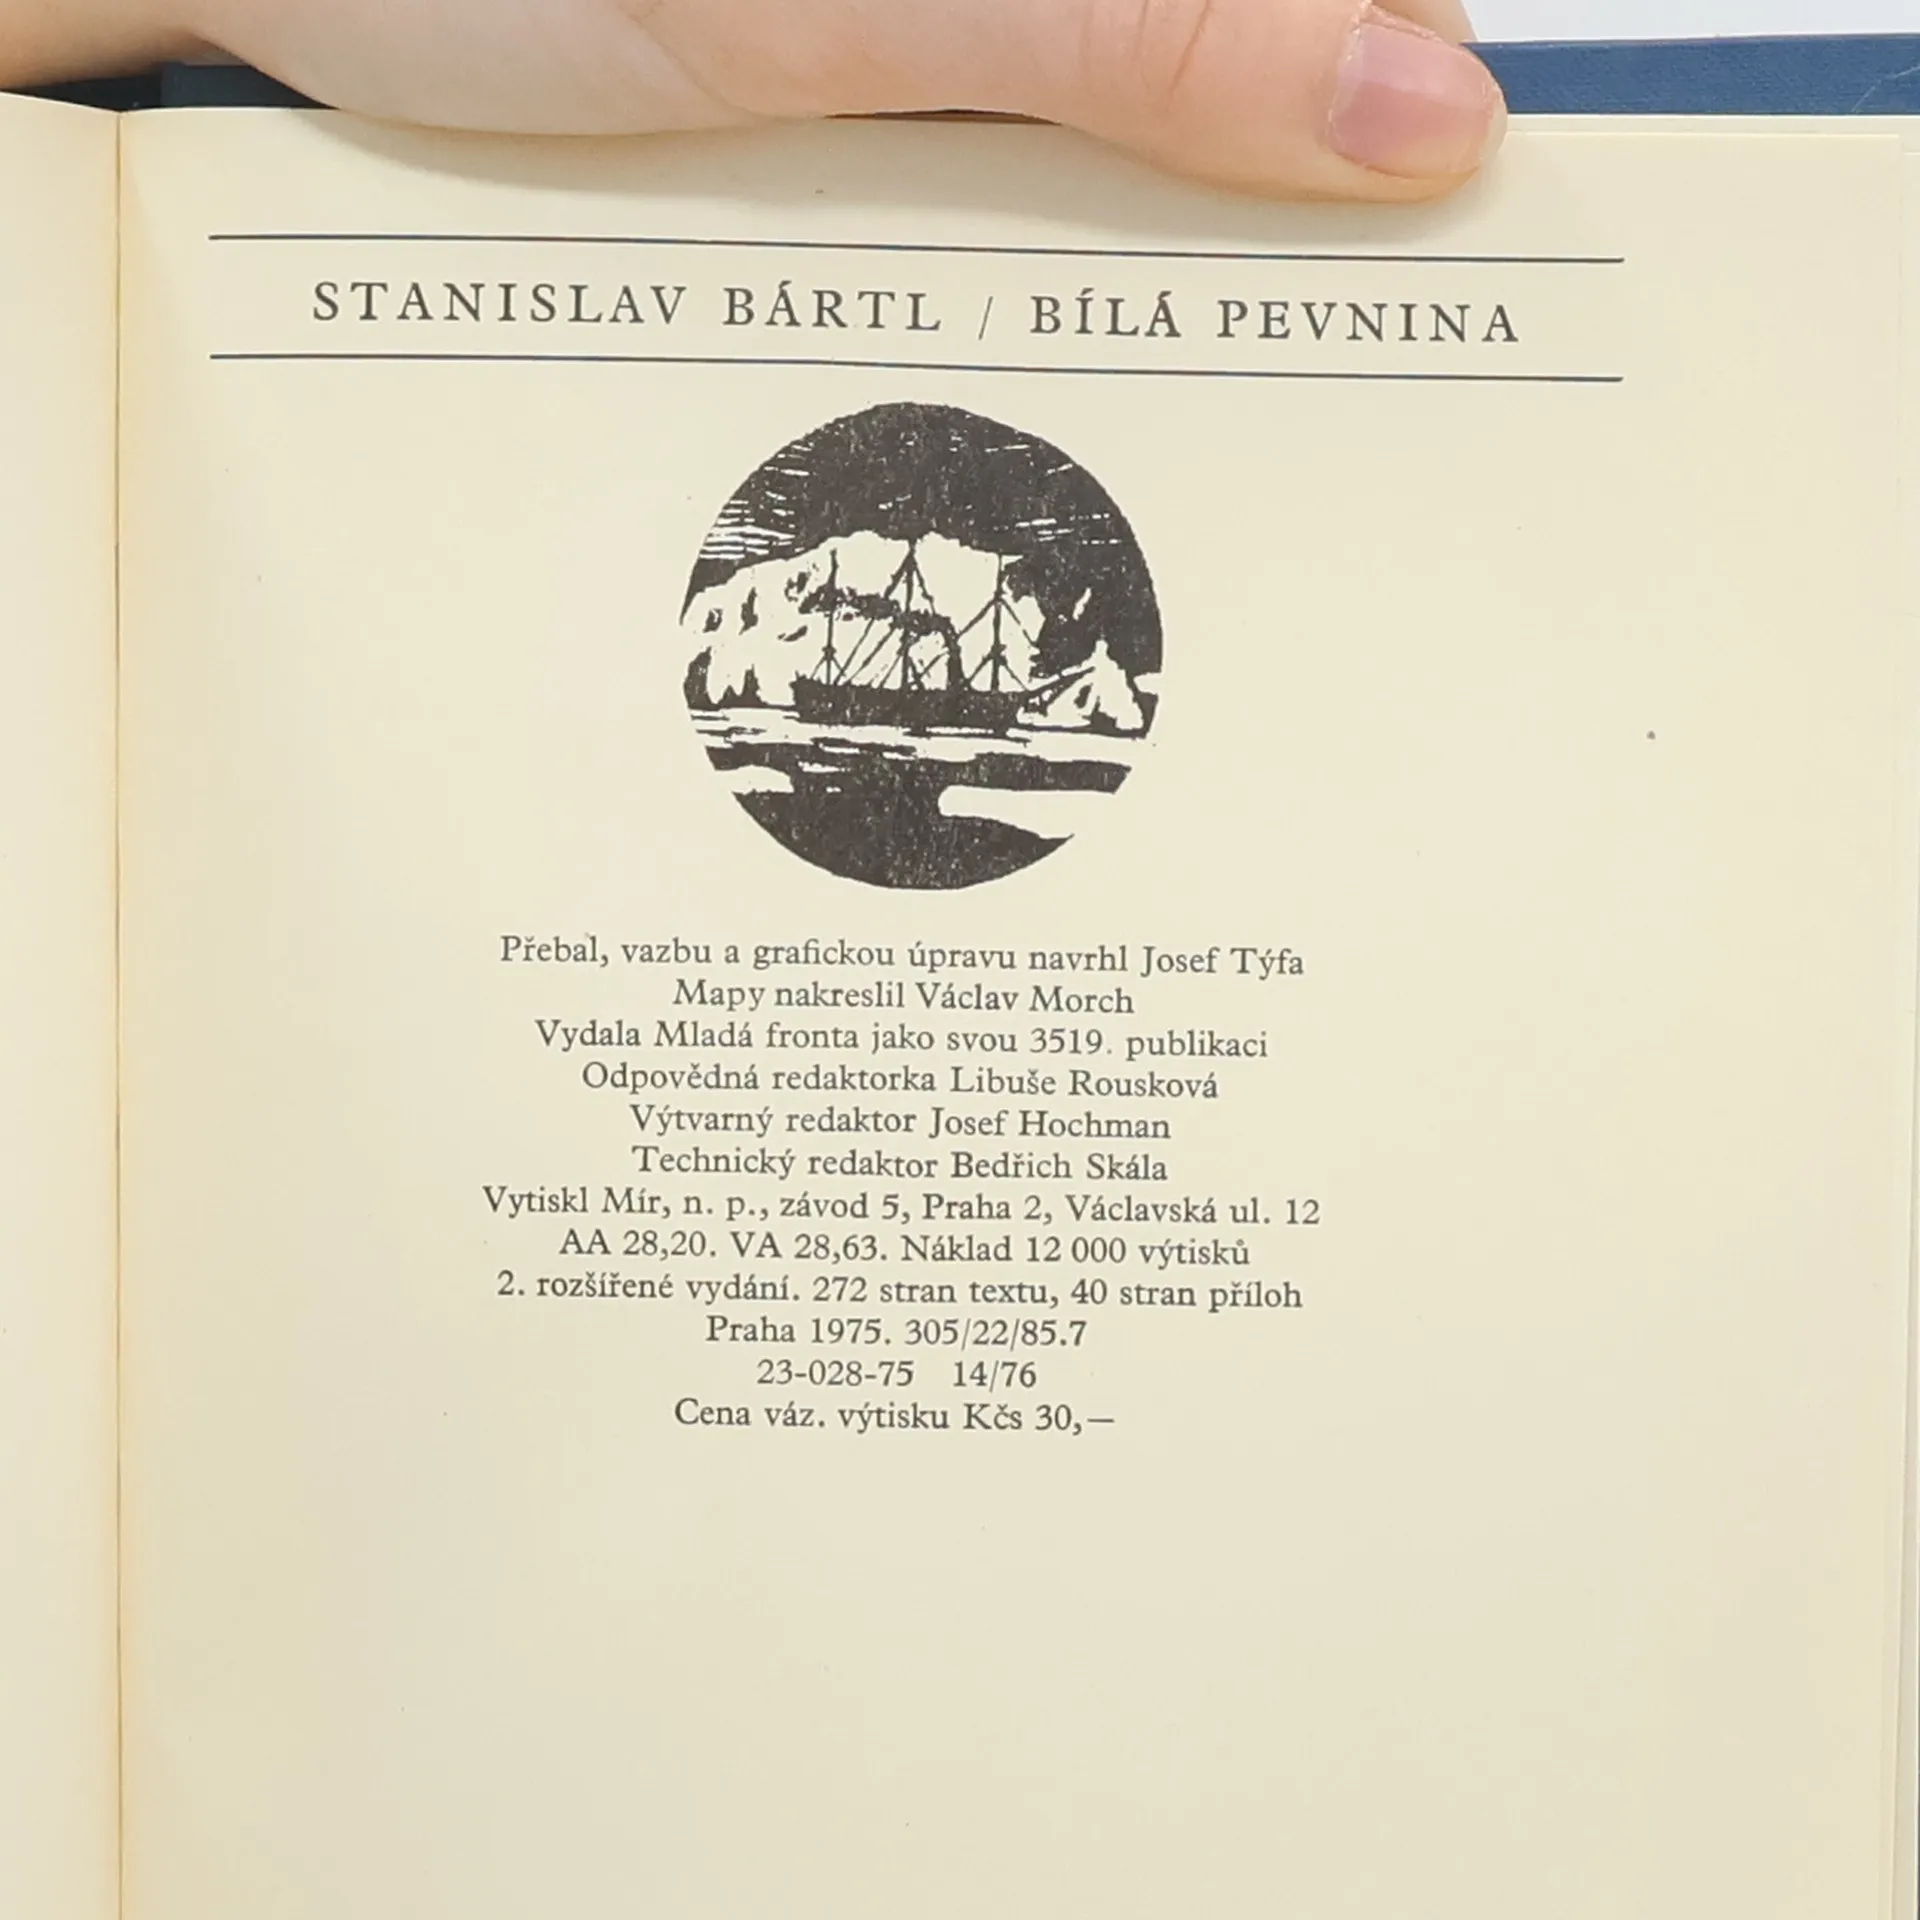 STANISLAV BÁRTL / BÍLÁ PEVNINA
Přebal, vazbu a grafickou úpravu navrhl Josef Týfa
Mapy nakreslil Václav Morch
Vydala Mladá fronta jako svou 3519. publikaci
Odpovědná redaktorka Libuše Rousková
Výtvarný redaktor Josef Hochman
Technický redaktor Bedřich Skála
Vytiskl Mír, n. p., závod 5, Praha 2, Václavská ul. 12
AA 28,20. VA 28,63. Náklad 12 000 výtisků
2. rozšířené vydání. 272 stran textu, 40 stran příloh
Praha 1975. 305/22/85.7
23-028-75 14/76
Cena váz. výtisku Kčs 30,—